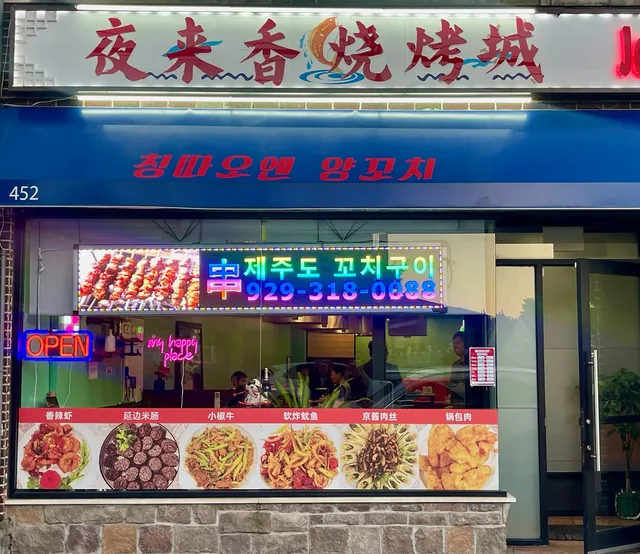 夜来香烧烤城
칭따오엔 양꼬치
452
串 제주도 꼬치구이
929-318-0888
OPEN
my happy
place
香辣虾 延边米肠 小椒牛 软炸鱿鱼 京酱肉丝 锅包肉